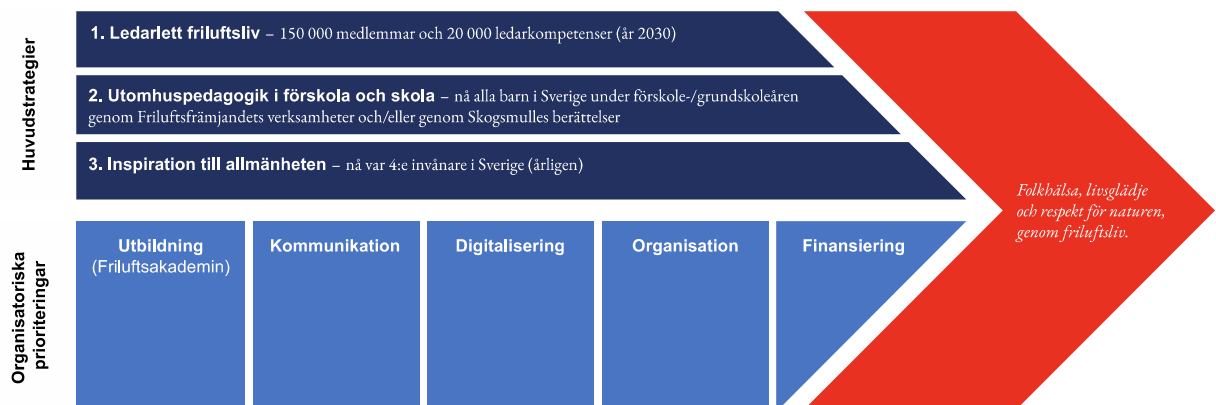 Huvudstrategier
1. Ledarlett friluftsliv – 150 000 medlemmar och 20 000 ledarkompetenser (år 2030)
2. Utomhuspedagogik i förskola och skola – nå alla barn i Sverige under förskole-/grundskoleåren
genom Friluftsfrämjandets verksamheter och/eller genom Skogsmulles berättelser
3. Inspiration till allmänheten – nå var 4:e invånare i Sverige (årligen)
Folkhälsa, livsglädje
och respekt för naturen,
genom friluftsliv.
Organisatoriska
prioriteringar
Utbildning
(Friluftsakademin)
Kommunikation
Digitalisering
Organisation
Finansiering